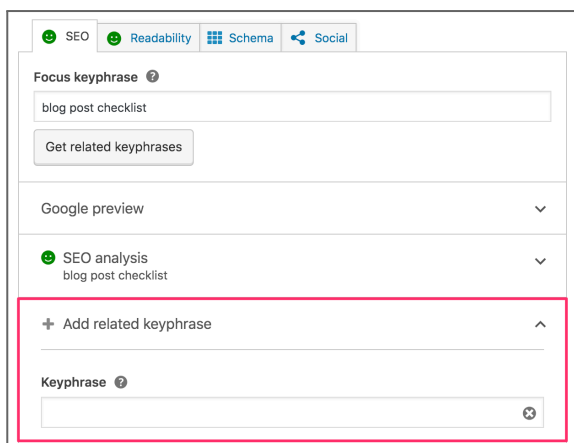 SEO
Readability
Schema
Social
Focus keyphrase
blog post checklist
Get related keyphrases
Google preview
SEO analysis
blog post checklist
Add related keyphrase
Keyphrase